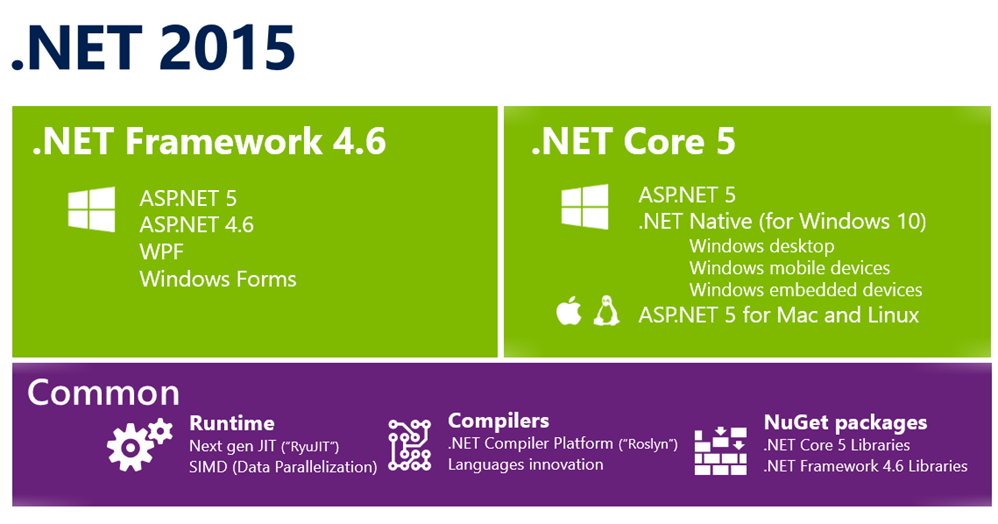 .NET 2015
.NET Framework 4.6
ASP.NET 5
ASP.NET 4.6
WPF
Windows Forms
.NET Core 5
ASP.NET 5
.NET Native (for Windows 10)
Windows desktop
Windows mobile devices
Windows embedded devices
ASP.NET 5 for Mac and Linux
Common
Runtime
Next gen JIT (“RyuJIT”)
SIMD (Data Parallelization)
Compilers
.NET Compiler Platform (“Roslyn”)
Languages innovation
NuGet packages
.NET Core 5 Libraries
.NET Framework 4.6 Libraries